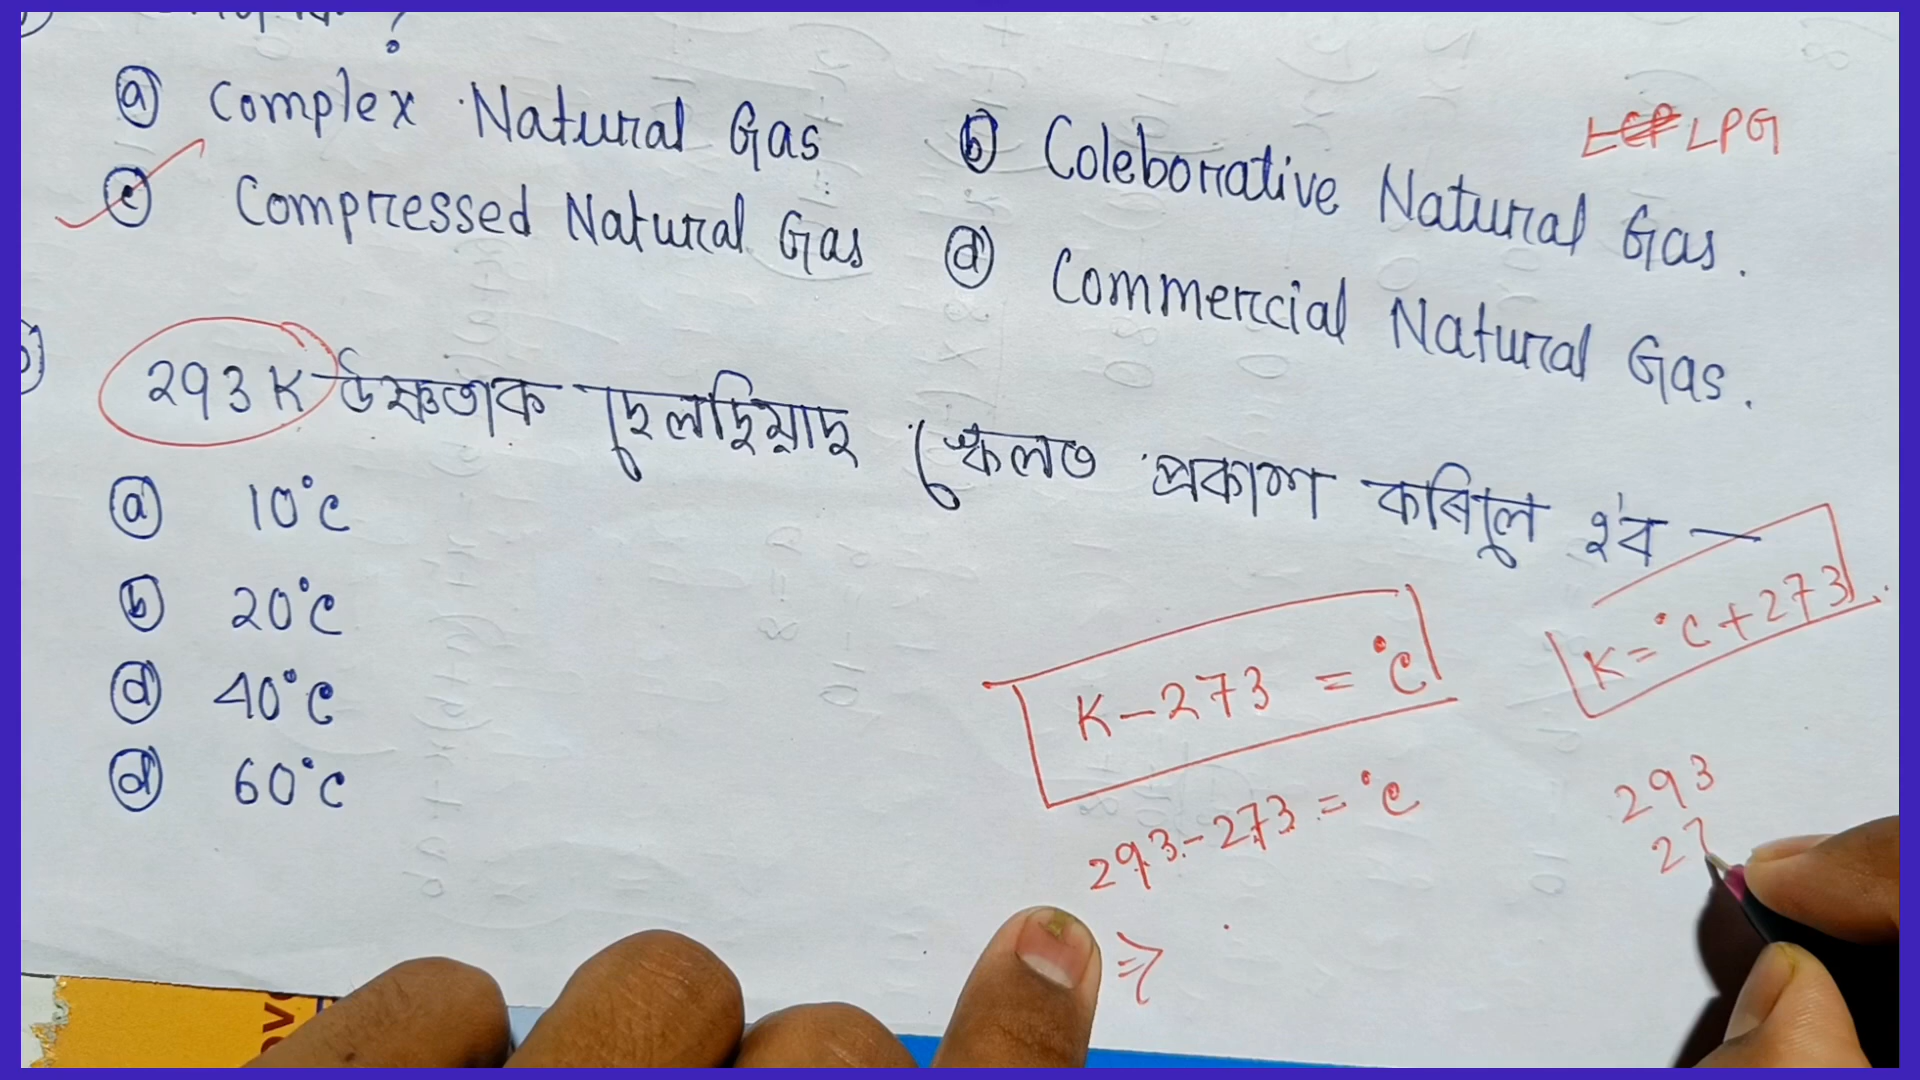 ?
ⓐ Complex Natural Gas ⓑ Coleborative Natural Gas.
LPG
ⓒ Compressed Natural Gas ⓓ Commercial Natural Gas.
293 K উষ্ণতাক ছেলছিয়াছ স্কেলত প্ৰকাশ কৰিলে হ'ব —
ⓐ 10°C
ⓑ 20°C
ⓓ 40°C
ⓓ 60°C
K = °C + 273
K - 273 = °C
293 - 273 = °C
293
27
⇒